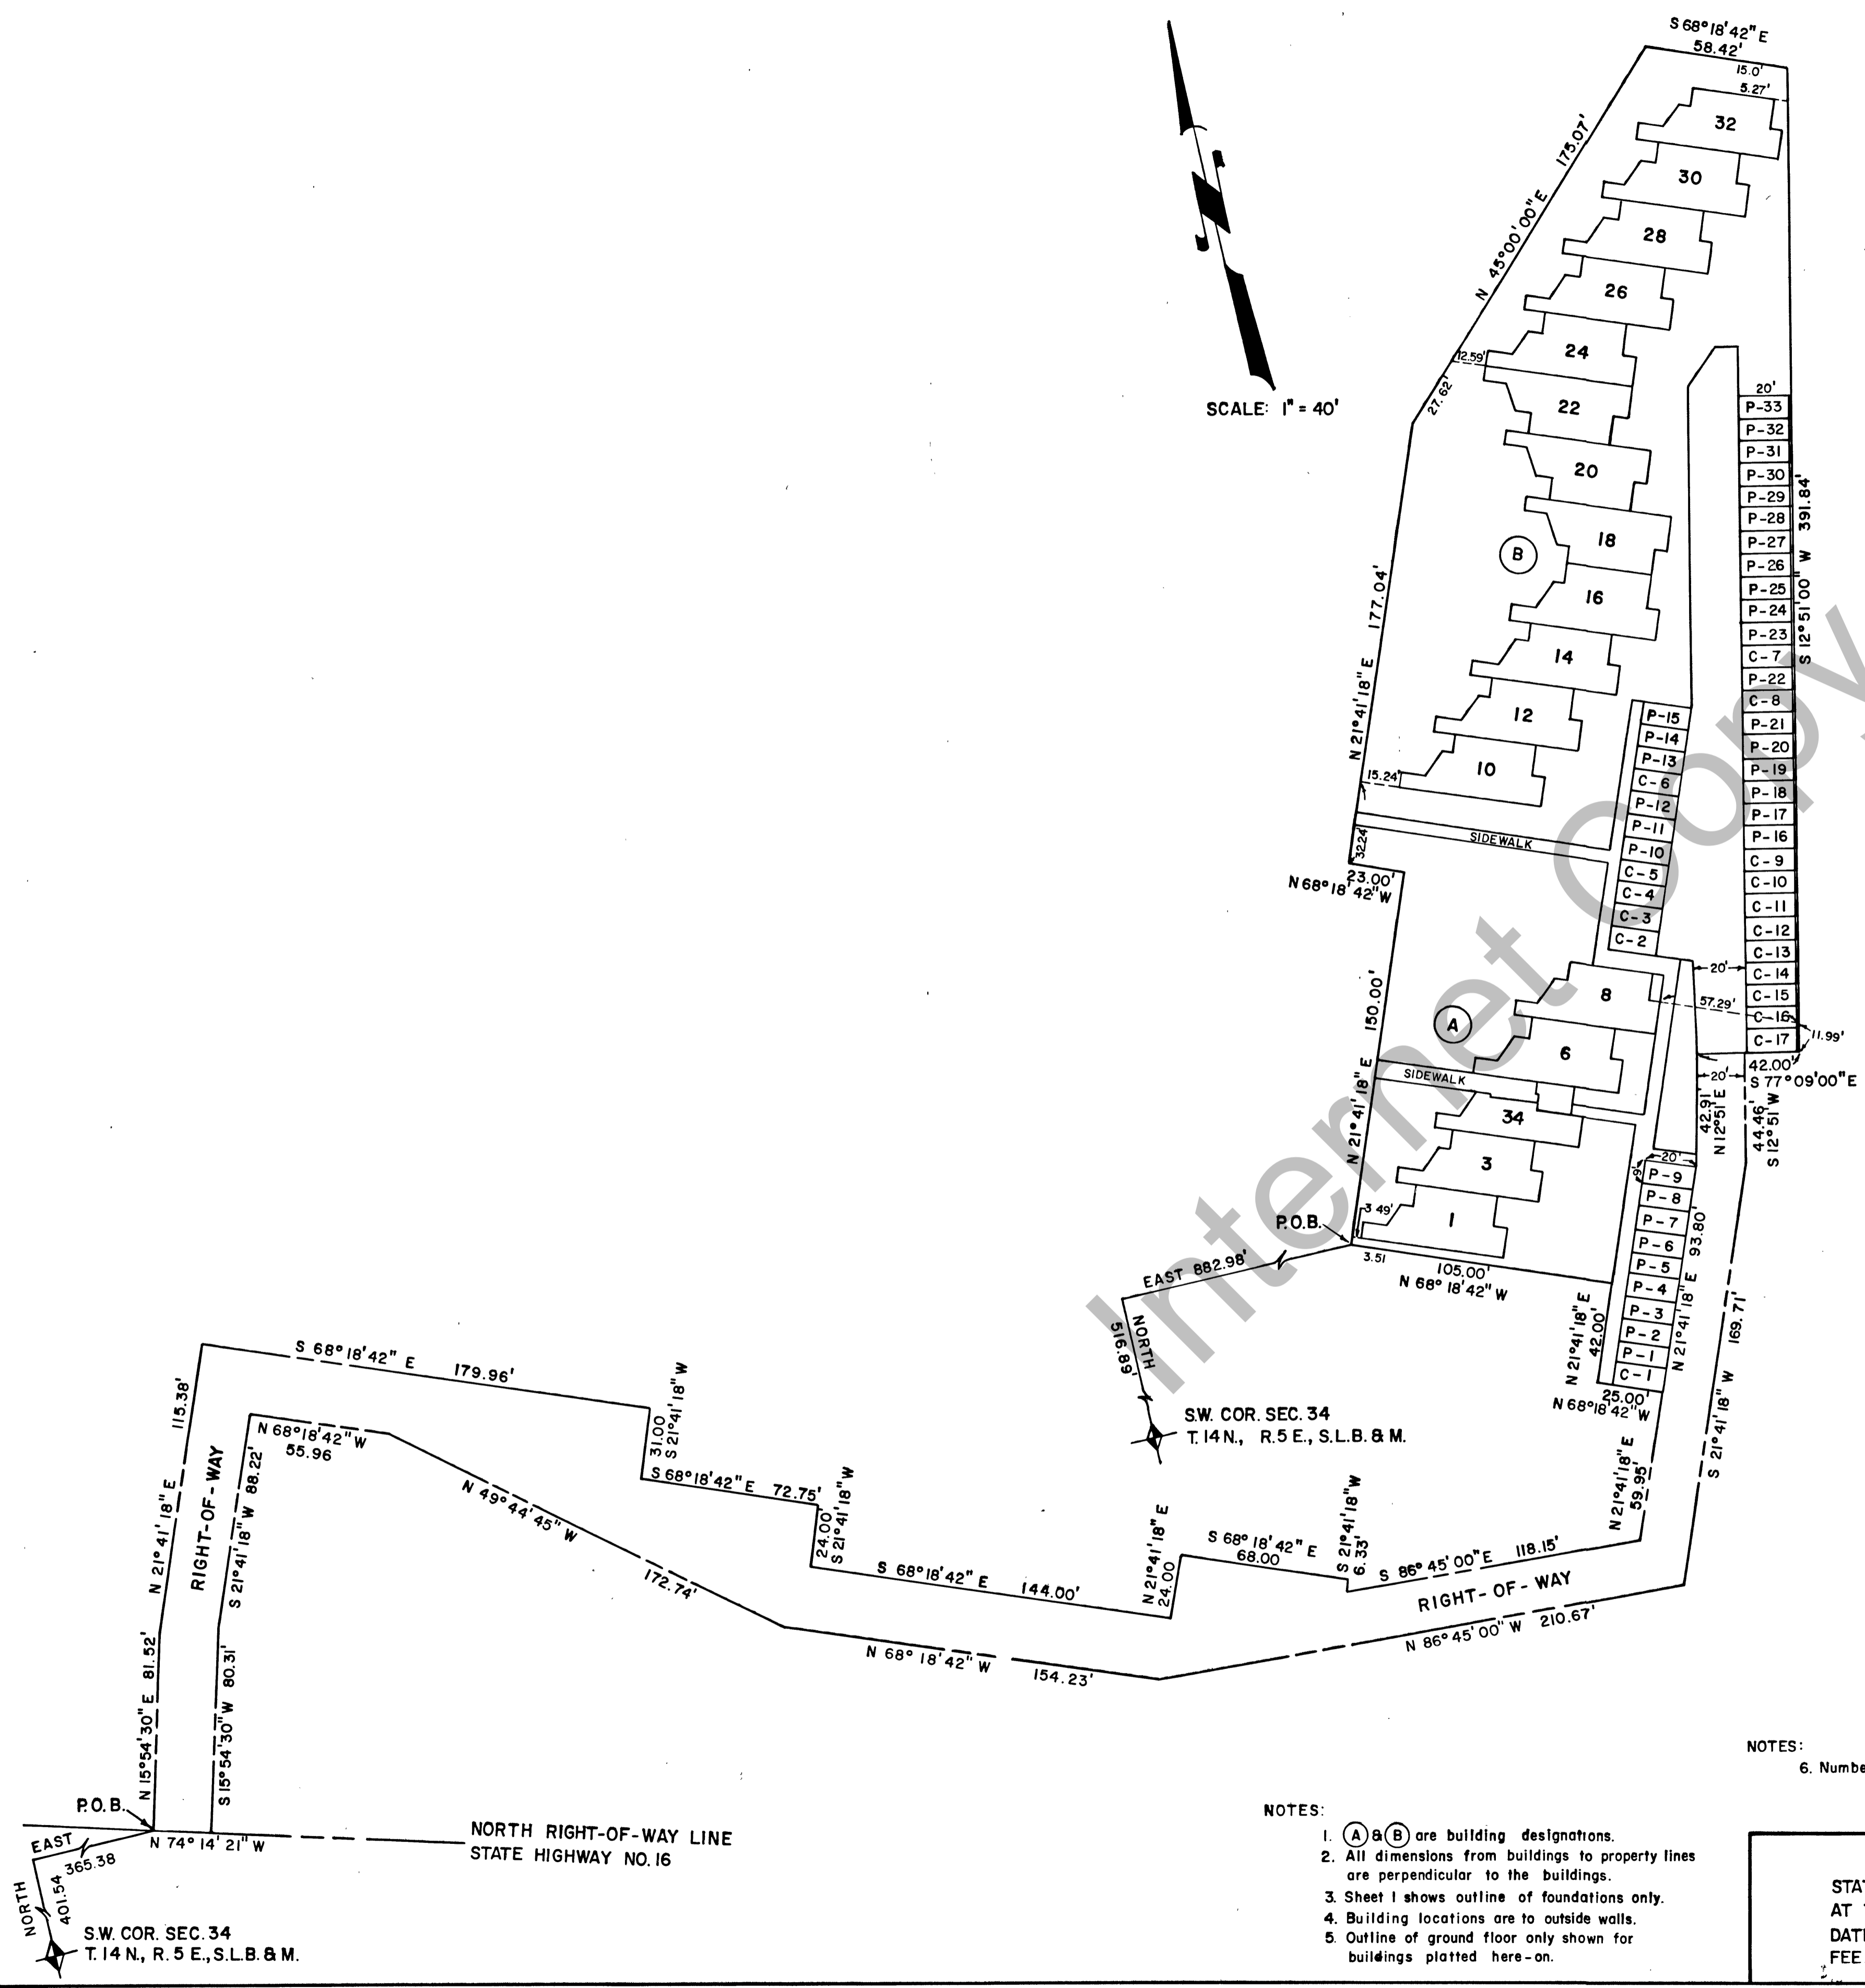 S 68° 18' 42" E
58.42'
15.0'
5.27'
32
175.07'
30
N 45° 00' 00" E
28
26
24
12.59'
27.62'
22
SCALE: 1" = 40'
20
18
B
16
177.04'
14
N 21° 41' 18" E
12
10
15.24'
SIDEWALK
32.24'
23.00'
N 68° 18' 42" W
20'
P-33
P-32
P-31
P-30
P-29
P-28
P-27
P-26
P-25
P-24
P-23
C-7
P-22
C-8
P-21
P-20
P-19
P-18
P-17
P-16
C-9
C-10
C-11
C-12
C-13
C-14
C-15
C-16
C-17
S 12° 51' 00" W 391.84'
P-15
P-14
P-13
C-6
P-12
P-11
P-10
C-5
C-4
C-3
C-2
20'
57.29'
11.99'
42.00'
S 77° 09' 00" E
20'
42.91'
N 12° 51' E
44.46'
S 12° 51' W
8
A
6
150.00'
N 21° 41' 18" E
SIDEWALK
34
3
1
3.49'
P.O.B.
3.51
105.00'
N 68° 18' 42" W
EAST 882.98'
NORTH
516.89'
S.W. COR. SEC. 34
T. 14 N., R. 5 E., S.L.B. & M.
20'
9'
P-9
P-8
P-7
P-6
P-5
P-4
P-3
P-2
P-1
C-1
N 21° 41' 18" E 93.80'
N 21° 41' 18" E
42.00'
25.00'
N 68° 18' 42" W
S 21° 41' 18" W 169.71'
N 21° 41' 18" E
59.95'
S 68° 18' 42" E 179.96'
115.38'
N 21° 41' 18" E
RIGHT-OF-WAY
S 21° 41' 18" W 88.22'
N 68° 18' 42" W
55.96
31.00
S 21° 41' 18" W
S 68° 18' 42" E 72.75'
N 49° 44' 45" W
172.74'
24.00'
S 21° 41' 18" W
S 68° 18' 42" E 144.00'
N 21° 41' 18" E
24.00
S 68° 18' 42" E
68.00
S 21° 41' 18" W
6.33'
S 86° 45' 00" E 118.15'
RIGHT-OF-WAY
N 86° 45' 00" W 210.67'
N 68° 18' 42" W 154.23'
N 15° 54' 30" E 81.52'
S 15° 54' 30" W 80.31'
P.O.B.
N 74° 14' 21" W
NORTH RIGHT-OF-WAY LINE
STATE HIGHWAY NO. 16
EAST
365.38
NORTH
401.54
S.W. COR. SEC. 34
T. 14 N., R. 5 E., S.L.B. & M.
NOTES:
1. A & B are building designations.
2. All dimensions from buildings to property lines
are perpendicular to the buildings.
3. Sheet 1 shows outline of foundations only.
4. Building locations are to outside walls.
5. Outline of ground floor only shown for
buildings platted here-on.
NOTES:
6. Numbe
STAT
AT
DATE
FEE
Internet Copy